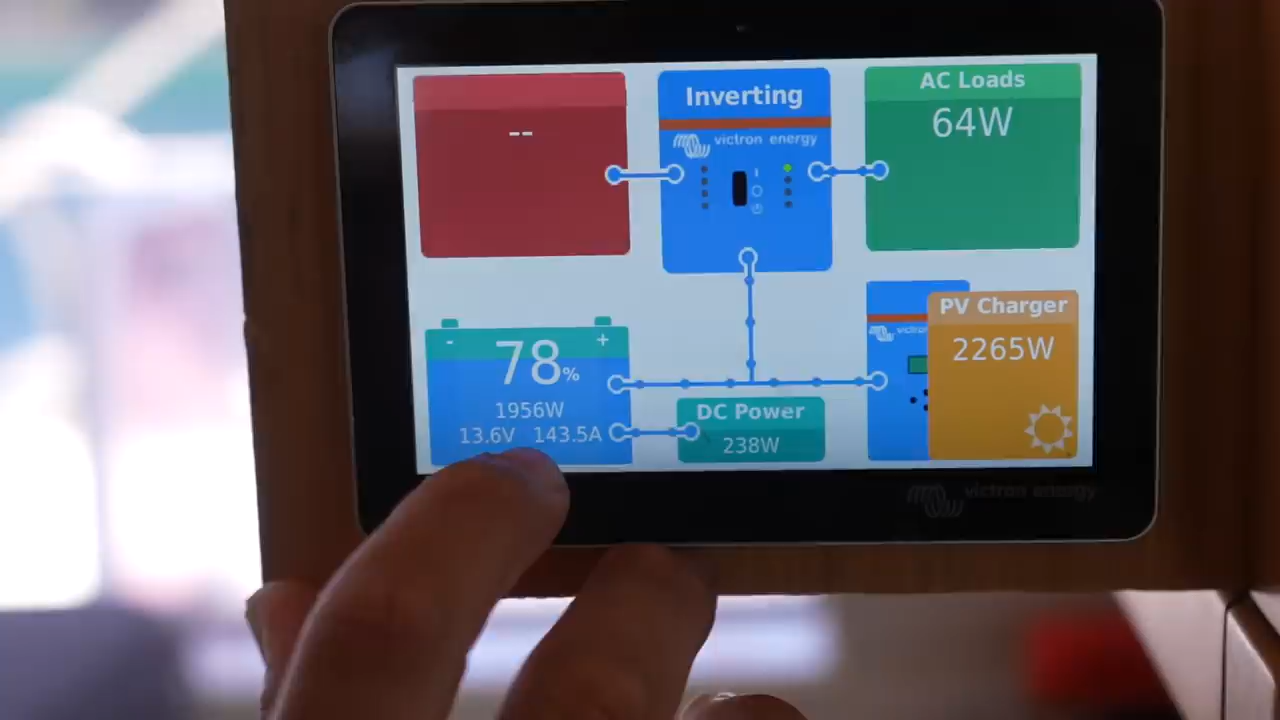 --
Inverting
victron energy
AC Loads
64W
- +
78%
1956W
13.6V 143.5A
DC Power
238W
PV Charger
2265W
victron energy